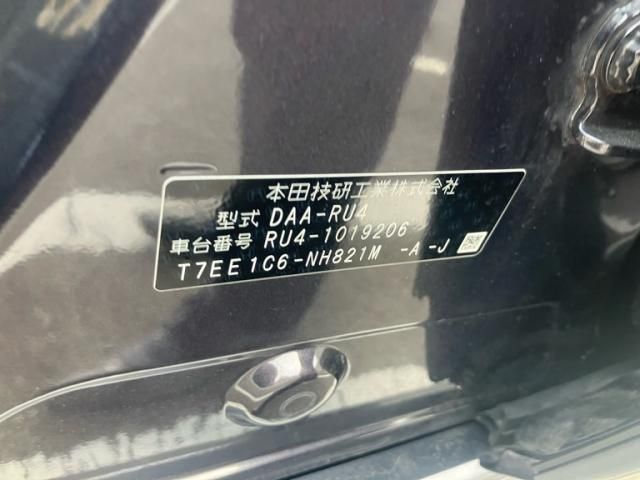 本田技研工業株式会社
型式 DAA-RU4
車台番号 RU4-1019206
T7EE1C6-NH821M -A-J